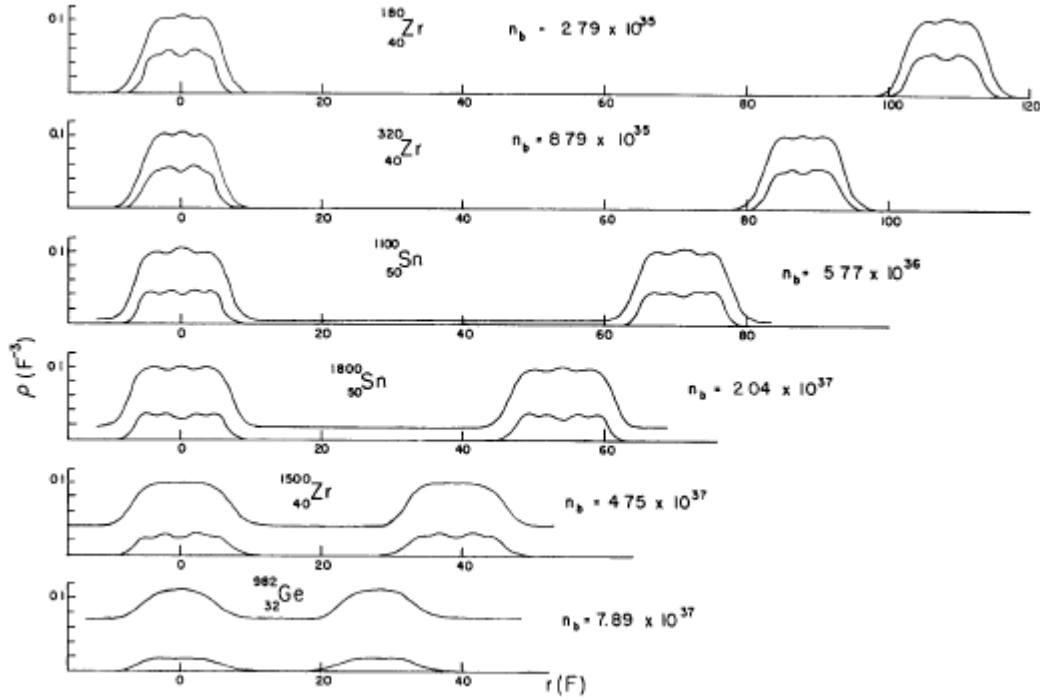 0.1
180
40Zr
n_b - 2.79 x 10^35
0 20 40 60 80 100 120
0.1
320
40Zr
n_b = 8.79 x 10^35
0 20 40 60 80 100
0.1
1100
50Sn
n_b = 5.77 x 10^36
0 20 40 60 80
ρ (F^-3)
0.1
1800
50Sn
n_b = 2.04 x 10^37
0 20 40 60
0.1
1500
40Zr
n_b = 4.75 x 10^37
0 20 40
0.1
982
32Ge
n_b = 7.89 x 10^37
0 20 40
r (F)